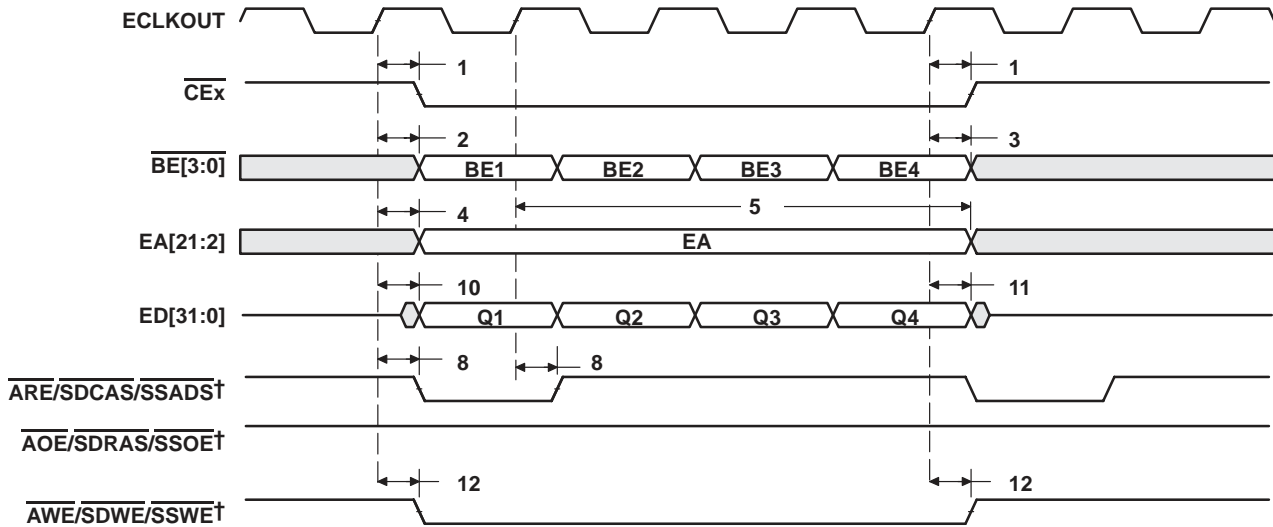 ECLKOUT
1 1
CEx
2 3
BE[3:0] BE1 BE2 BE3 BE4
4 5
EA[21:2] EA
10 11
ED[31:0] Q1 Q2 Q3 Q4
8 8
ARE/SDCAS/SSADS†
AOE/SDRAS/SSOE†
12 12
AWE/SDWE/SSWE†